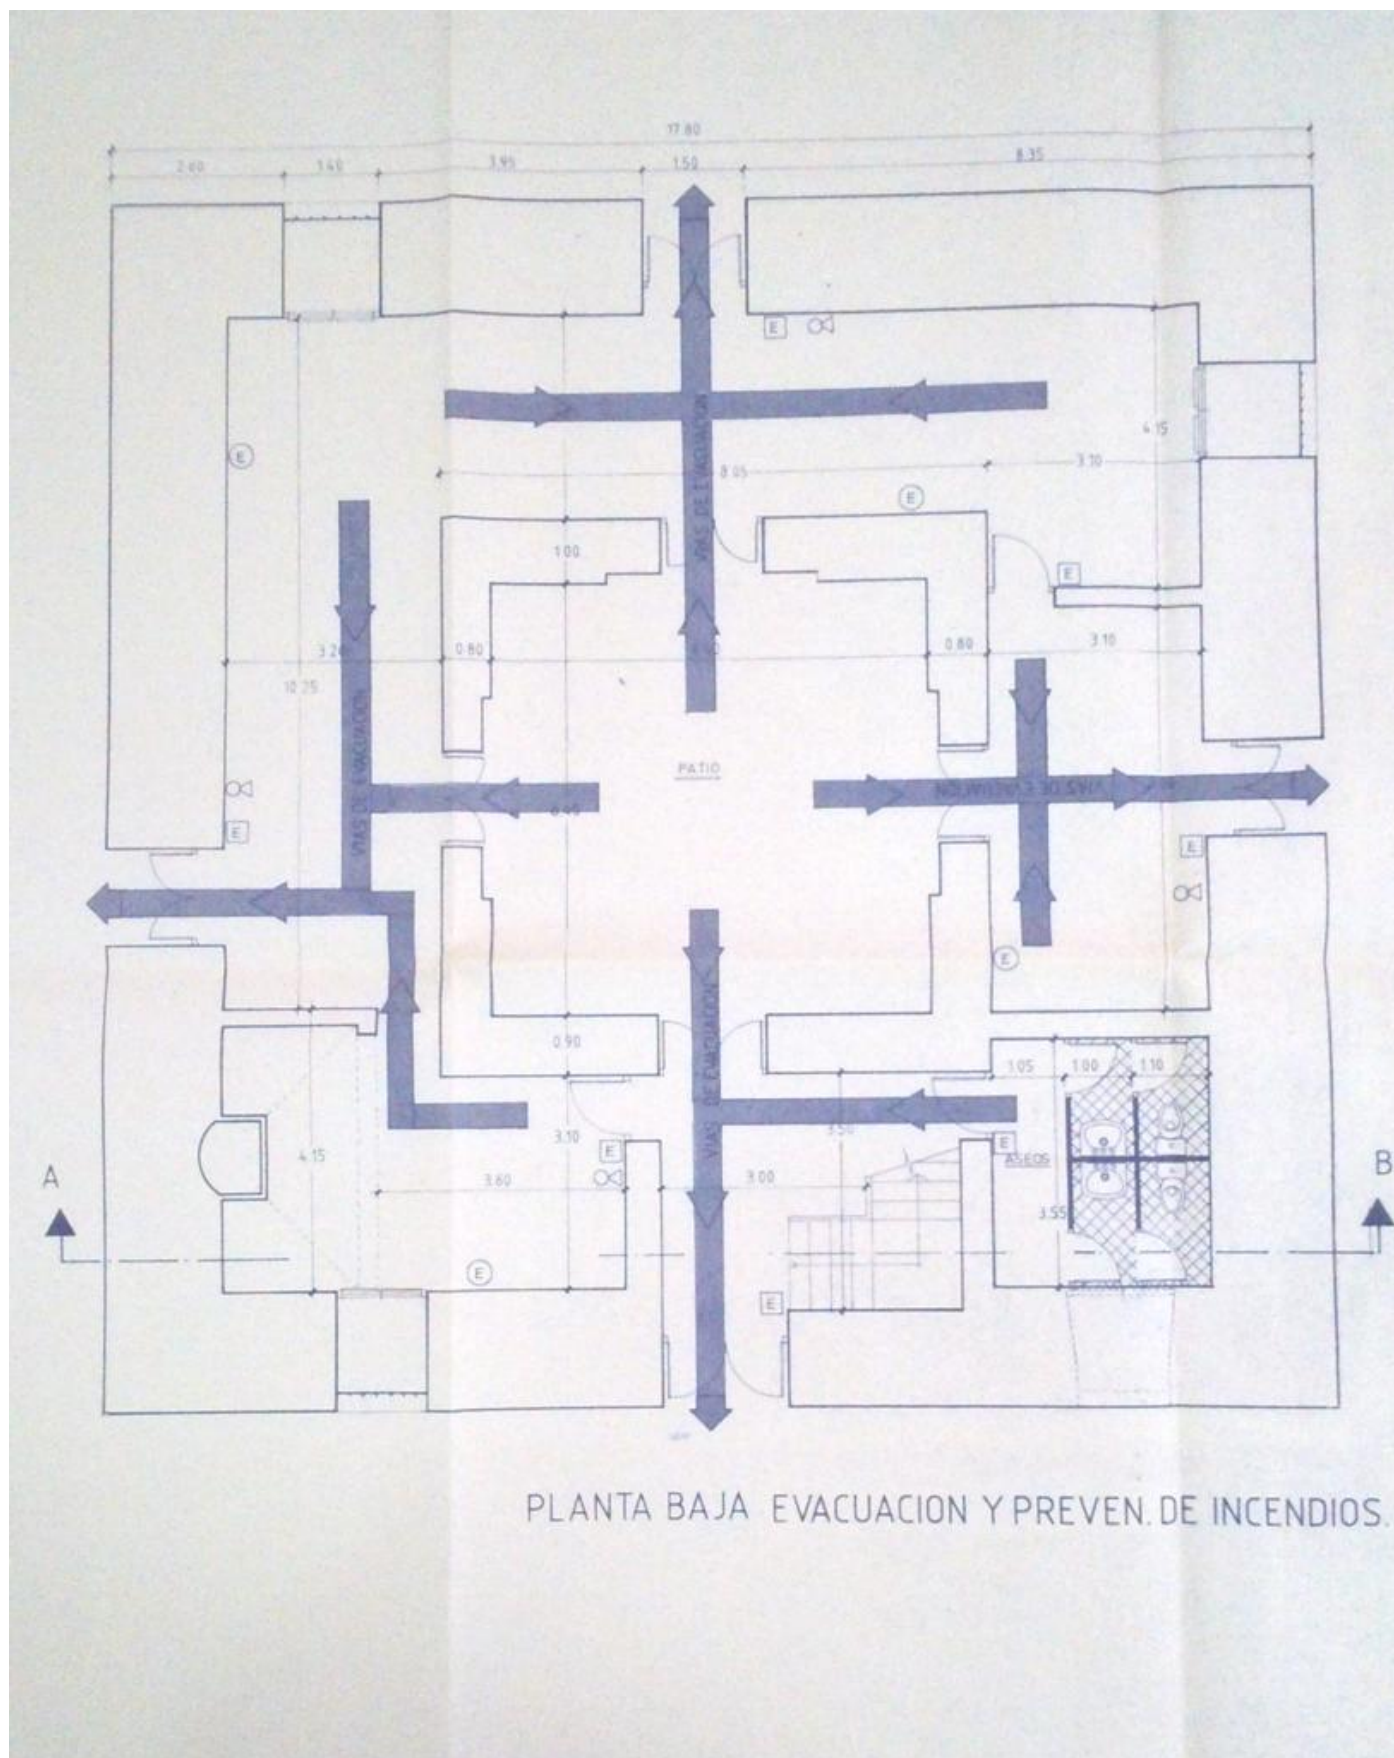 17.80
2.60 1.40 3.95 1.50 8.35
E
E
4.15
8.05
3.10
E
1.00
E
VIAS DE EVACUACION
3.20
0.80
0.80
3.10
10.25
PATIO
VIAS DE EVACUACION
VIAS DE EVACUACION
E
E
E
0.90
VIAS DE EVACUACION
1.05 1.00 1.10
3.10
3.50
E
E
ASEOS
4.15
A
B
3.60
3.00
3.55
E
E
PLANTA BAJA EVACUACION Y PREVEN. DE INCENDIOS.